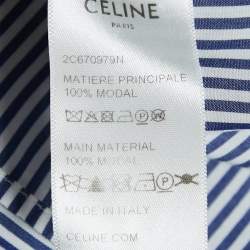 CELINE
PARIS
2C670979N
MATIERE PRINCIPALE
100% MODAL
MAIN MATERIAL
100% MODAL
MADE IN ITALY
CELINE.COM